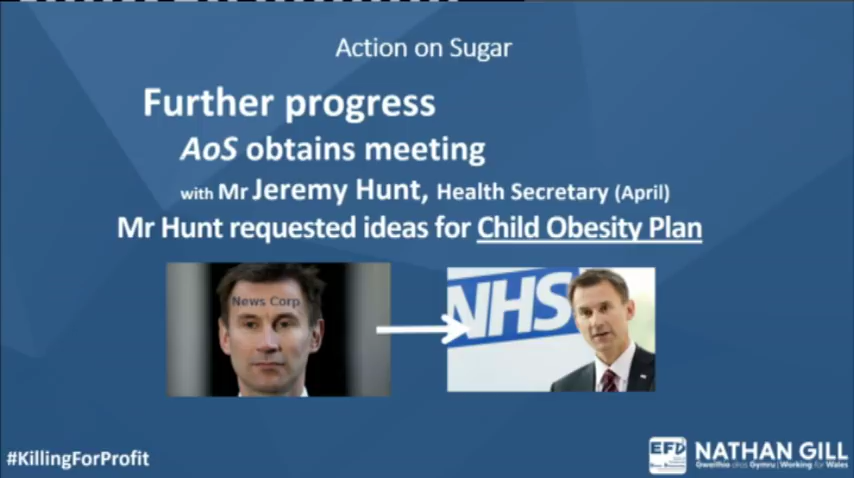 Action on Sugar
Further progress
AoS obtains meeting
with Mr Jeremy Hunt, Health Secretary (April)
Mr Hunt requested ideas for Child Obesity Plan
News Corp
NHS
#KillingForProfit
EFD
NATHAN GILL
Gweithio dros Gymru | Working for Wales